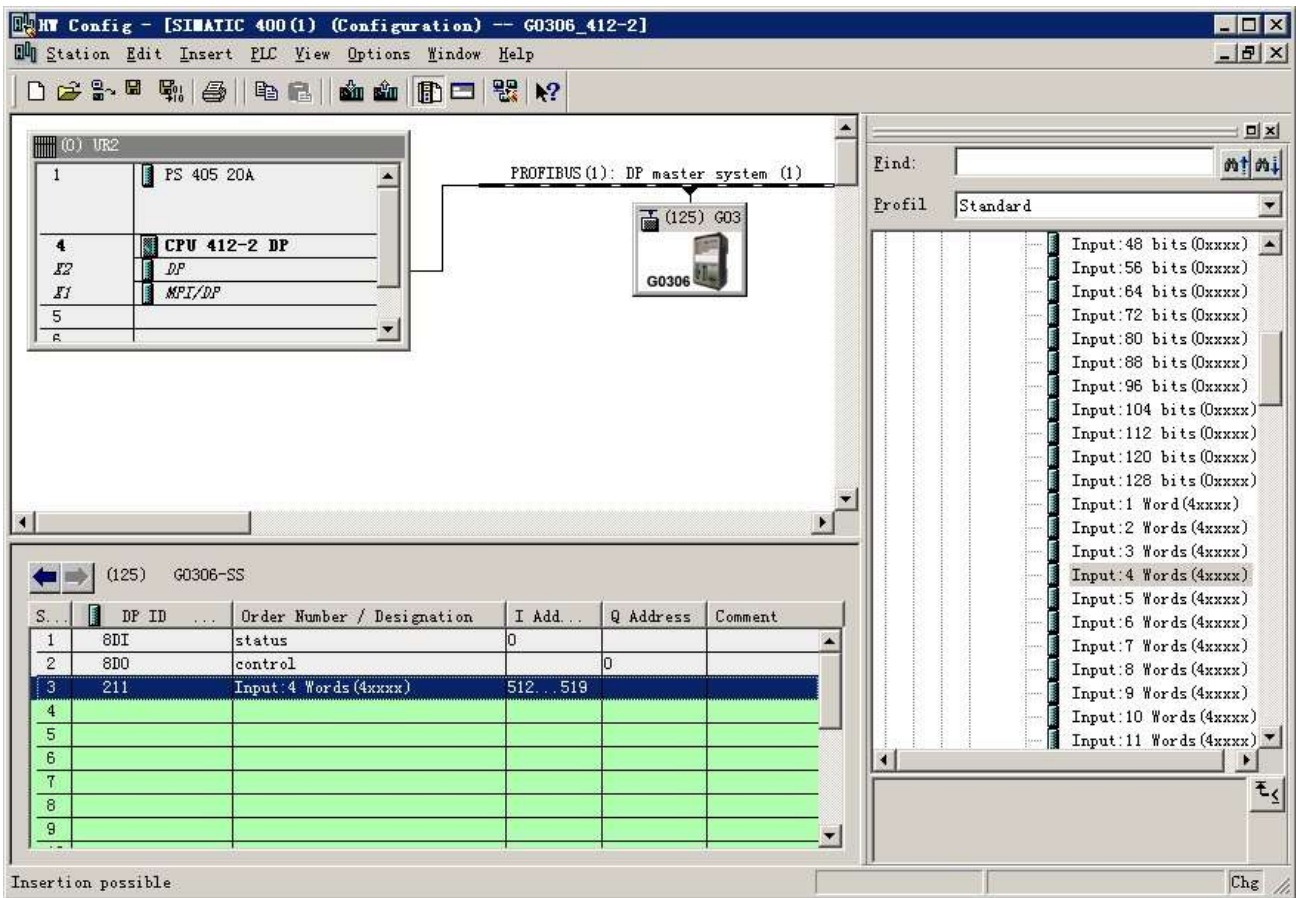 HW Config - [SIMATIC 400(1) (Configuration) -- G0306_412-2]
Station Edit Insert PLC View Options Window Help
(0) UR2
1 PS 405 20A
4 CPU 412-2 DP
X2 DP
X1 MPI/DP
5
6
PROFIBUS(1): DP master system (1)
(125) G03
G0306
Find:
Profil Standard
Input:48 bits(0xxxx)
Input:56 bits(0xxxx)
Input:64 bits(0xxxx)
Input:72 bits(0xxxx)
Input:80 bits(0xxxx)
Input:88 bits(0xxxx)
Input:96 bits(0xxxx)
Input:104 bits(0xxxx)
Input:112 bits(0xxxx)
Input:120 bits(0xxxx)
Input:128 bits(0xxxx)
Input:1 Word(4xxxx)
Input:2 Words(4xxxx)
Input:3 Words(4xxxx)
Input:4 Words(4xxxx)
Input:5 Words(4xxxx)
Input:6 Words(4xxxx)
Input:7 Words(4xxxx)
Input:8 Words(4xxxx)
Input:9 Words(4xxxx)
Input:10 Words(4xxxx)
Input:11 Words(4xxxx)
(125) G0306-SS
S... DP ID ... Order Number / Designation I Add... Q Address Comment
1 8DI status 0
2 8DO control 0
3 211 Input:4 Words(4xxxx) 512...519
4
5
6
7
8
9
Insertion possible
Chg